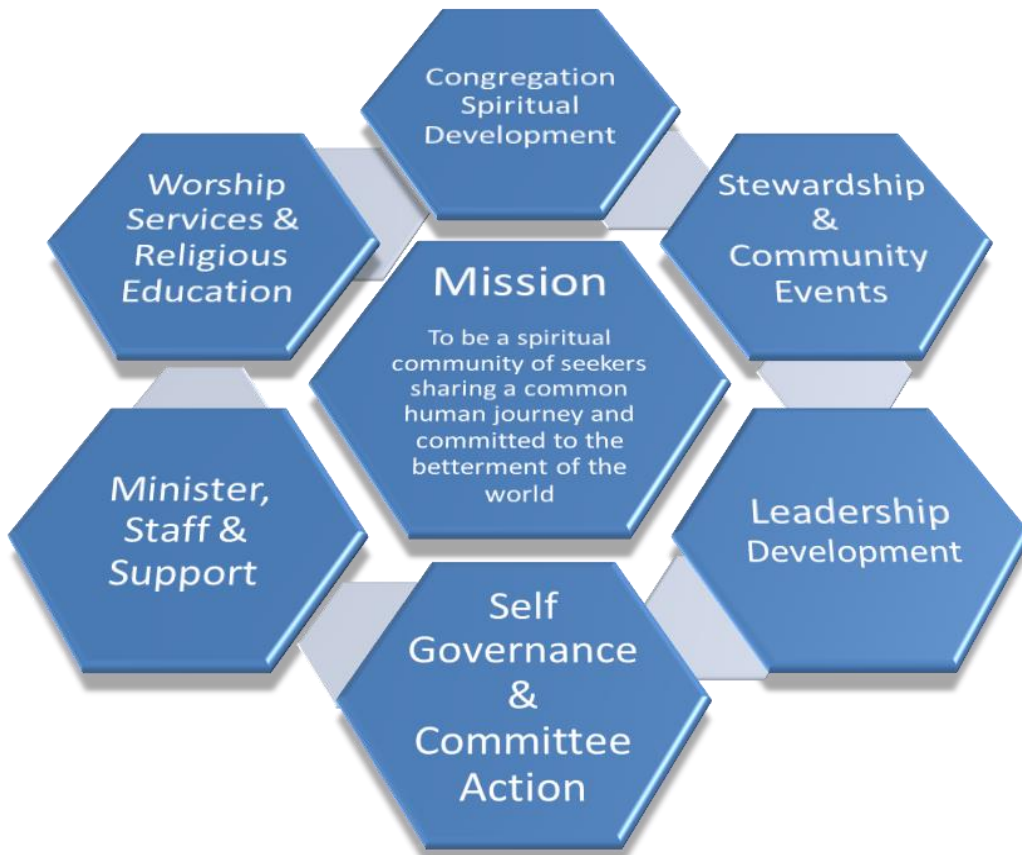 Congregation
Spiritual
Development
Worship
Services &
Religious
Education
Stewardship
&
Community
Events
Mission
To be a spiritual
community of seekers
sharing a common
human journey and
committed to the
betterment of the
world
Minister,
Staff &
Support
Leadership
Development
Self
Governance
&
Committee
Action